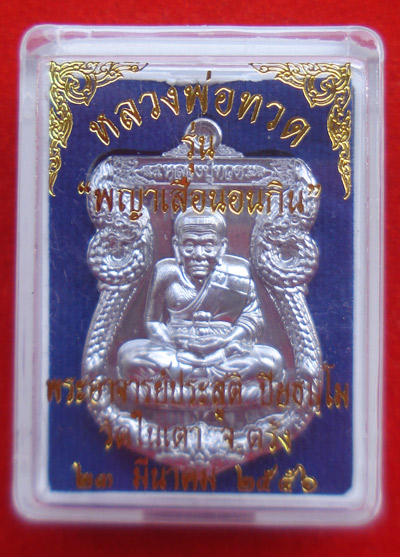 หลวงพ่อทวด
รุ่น
"พญาเสือนอนกิน"
พระอาจารย์ประสูติ ปิยธมฺโม
วัดในเตา จ.ตรัง
๒๓ มีนาคม ๒๕๕๖